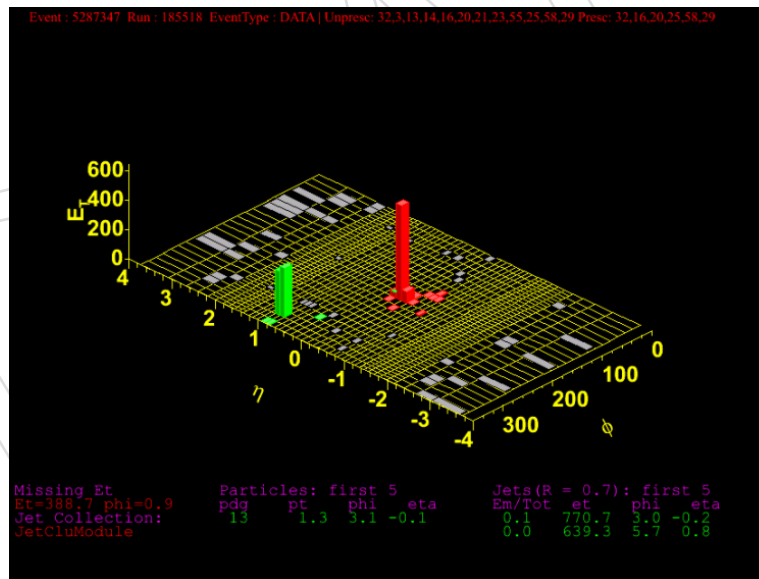 Event : 5287347 Run : 185518 EventType : DATA | Unpresc: 32,3,13,14,16,20,21,23,55,25,58,29 Presc: 32,16,20,25,58,29
600
400
200
0
E_T
4
3
2
1
0
-1
-2
-3
-4
η
0
100
200
300
ϕ
Missing Et Particles: first 5 Jets(R = 0.7): first 5
Et=388.7 phi=0.9 pdg pt phi eta Em/Tot et phi eta
Jet Collection: 13 1.3 3.1 -0.1 0.1 770.7 3.0 -0.2
JetCluModule 0.0 639.3 5.7 0.8